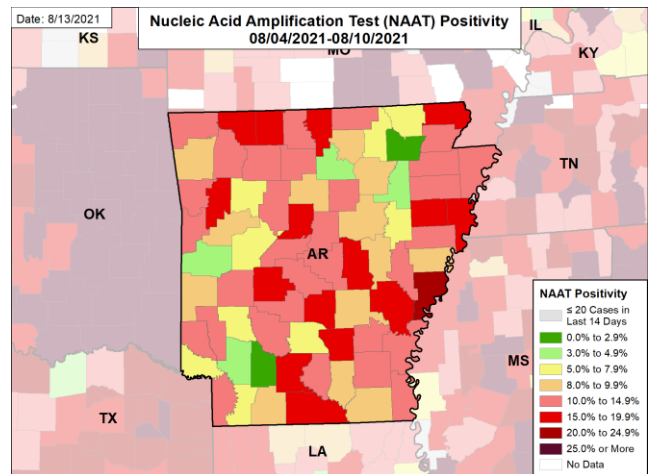 Date: 8/13/2021
Nucleic Acid Amplification Test (NAAT) Positivity
08/04/2021-08/10/2021
KS
MO
IL
KY
TN
OK
AR
MS
TX
LA
NAAT Positivity
≤ 20 Cases in
Last 14 Days
0.0% to 2.9%
3.0% to 4.9%
5.0% to 7.9%
8.0% to 9.9%
10.0% to 14.9%
15.0% to 19.9%
20.0% to 24.9%
25.0% or More
No Data